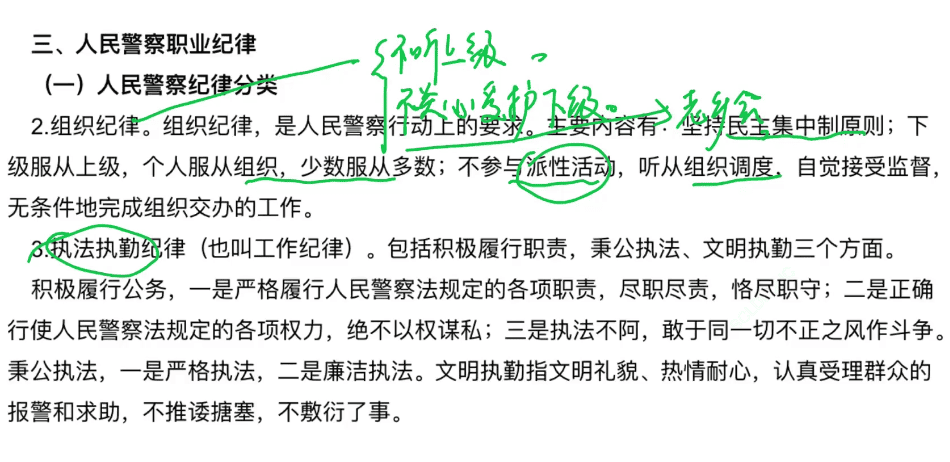 三、人民警察职业纪律
不听上级
（一）人民警察纪律分类
不关心爱护下级。
2.组织纪律。组织纪律，是人民警察行动上的要求。主要内容有：坚持民主集中制原则；下
级服从上级，个人服从组织，少数服从多数；不参与派性活动，听从组织调度，自觉接受监督，
无条件地完成组织交办的工作。
3.执法执勤纪律（也叫工作纪律）。包括积极履行职责，秉公执法、文明执勤三个方面。
积极履行公务，一是严格履行人民警察法规定的各项职责，尽职尽责，恪尽职守；二是正确
行使人民警察法规定的各项权力，绝不以权谋私；三是执法不阿，敢于同一切不正之风作斗争。
秉公执法，一是严格执法，二是廉洁执法。文明执勤指文明礼貌、热情耐心，认真受理群众的
报警和求助，不推诿搪塞，不敷衍了事。